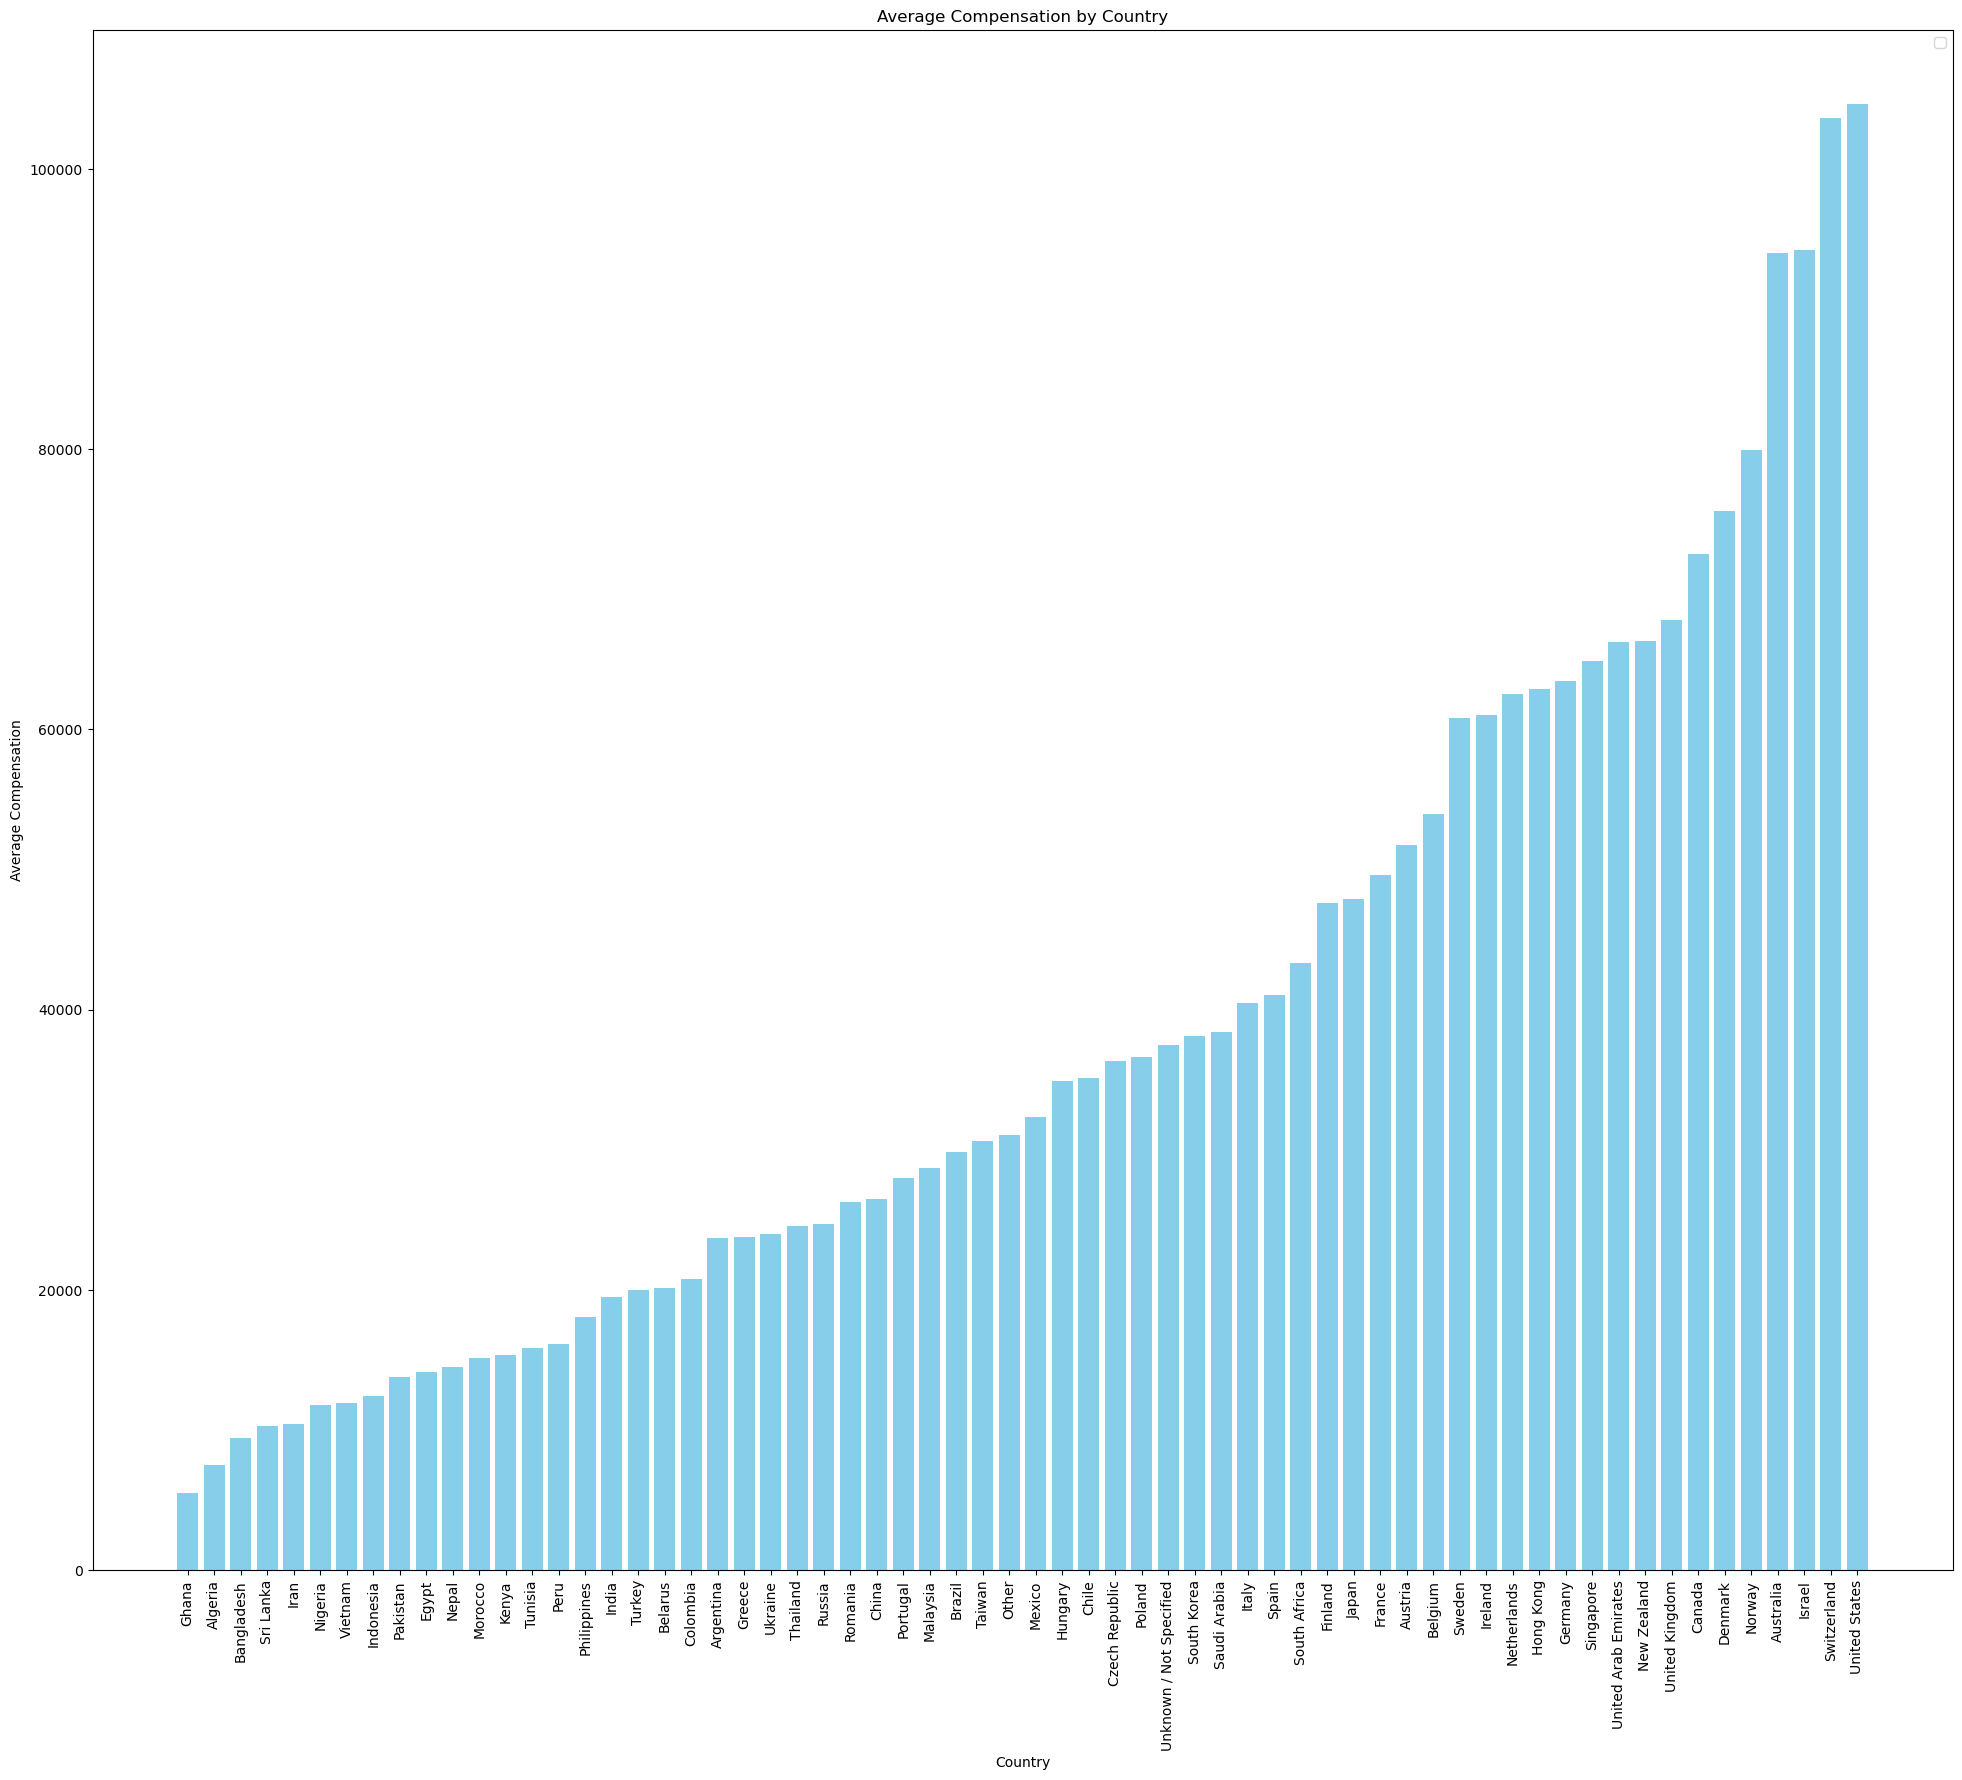 Average Compensation by Country
Average Compensation
100000
80000
60000
40000
20000
0
Ghana
Algeria
Bangladesh
Sri Lanka
Iran
Nigeria
Vietnam
Indonesia
Pakistan
Egypt
Nepal
Morocco
Kenya
Tunisia
Peru
Philippines
India
Turkey
Belarus
Colombia
Argentina
Greece
Ukraine
Thailand
Russia
Romania
China
Portugal
Malaysia
Brazil
Taiwan
Other
Mexico
Hungary
Chile
Czech Republic
Poland
Unknown / Not Specified
South Korea
Saudi Arabia
Italy
Spain
South Africa
Finland
Japan
France
Austria
Belgium
Sweden
Ireland
Netherlands
Hong Kong
Germany
Singapore
United Arab Emirates
New Zealand
United Kingdom
Canada
Denmark
Norway
Australia
Israel
Switzerland
United States
Country